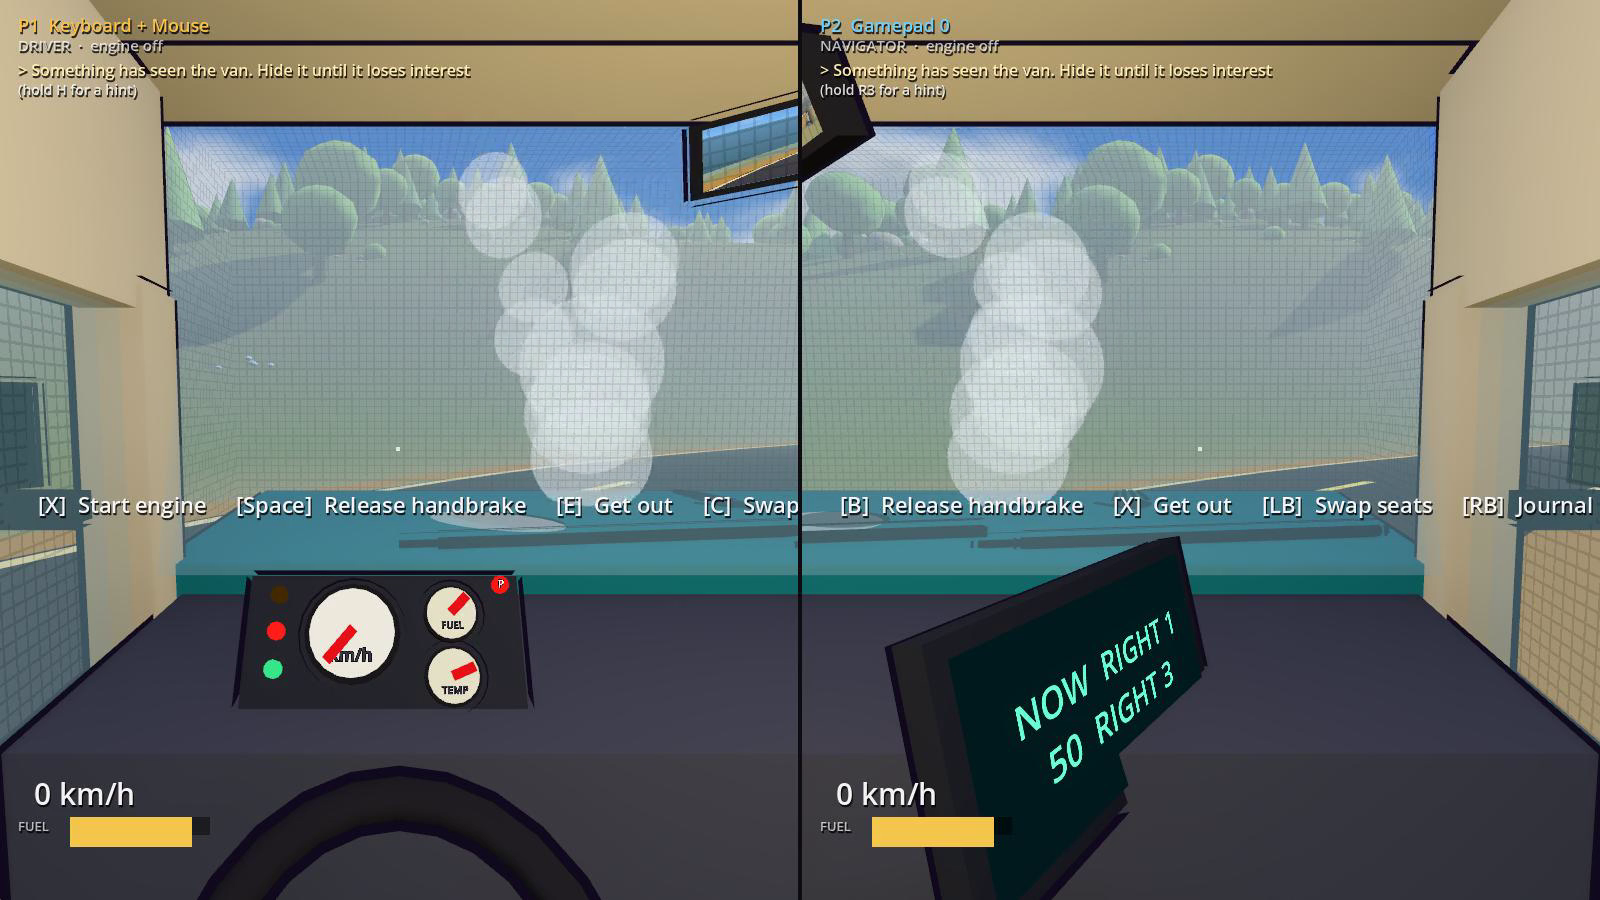 P1 Keyboard + Mouse
DRIVER · engine off
> Something has seen the van. Hide it until it loses interest
(hold H for a hint)
[X] Start engine [Space] Release handbrake [E] Get out [C] Swap
P
km/h
FUEL
TEMP
0 km/h
FUEL
P2 Gamepad 0
NAVIGATOR · engine off
> Something has seen the van. Hide it until it loses interest
(hold R3 for a hint)
[B] Release handbrake [X] Get out [LB] Swap seats [RB] Journal
NOW RIGHT 1
50 RIGHT 3
0 km/h
FUEL